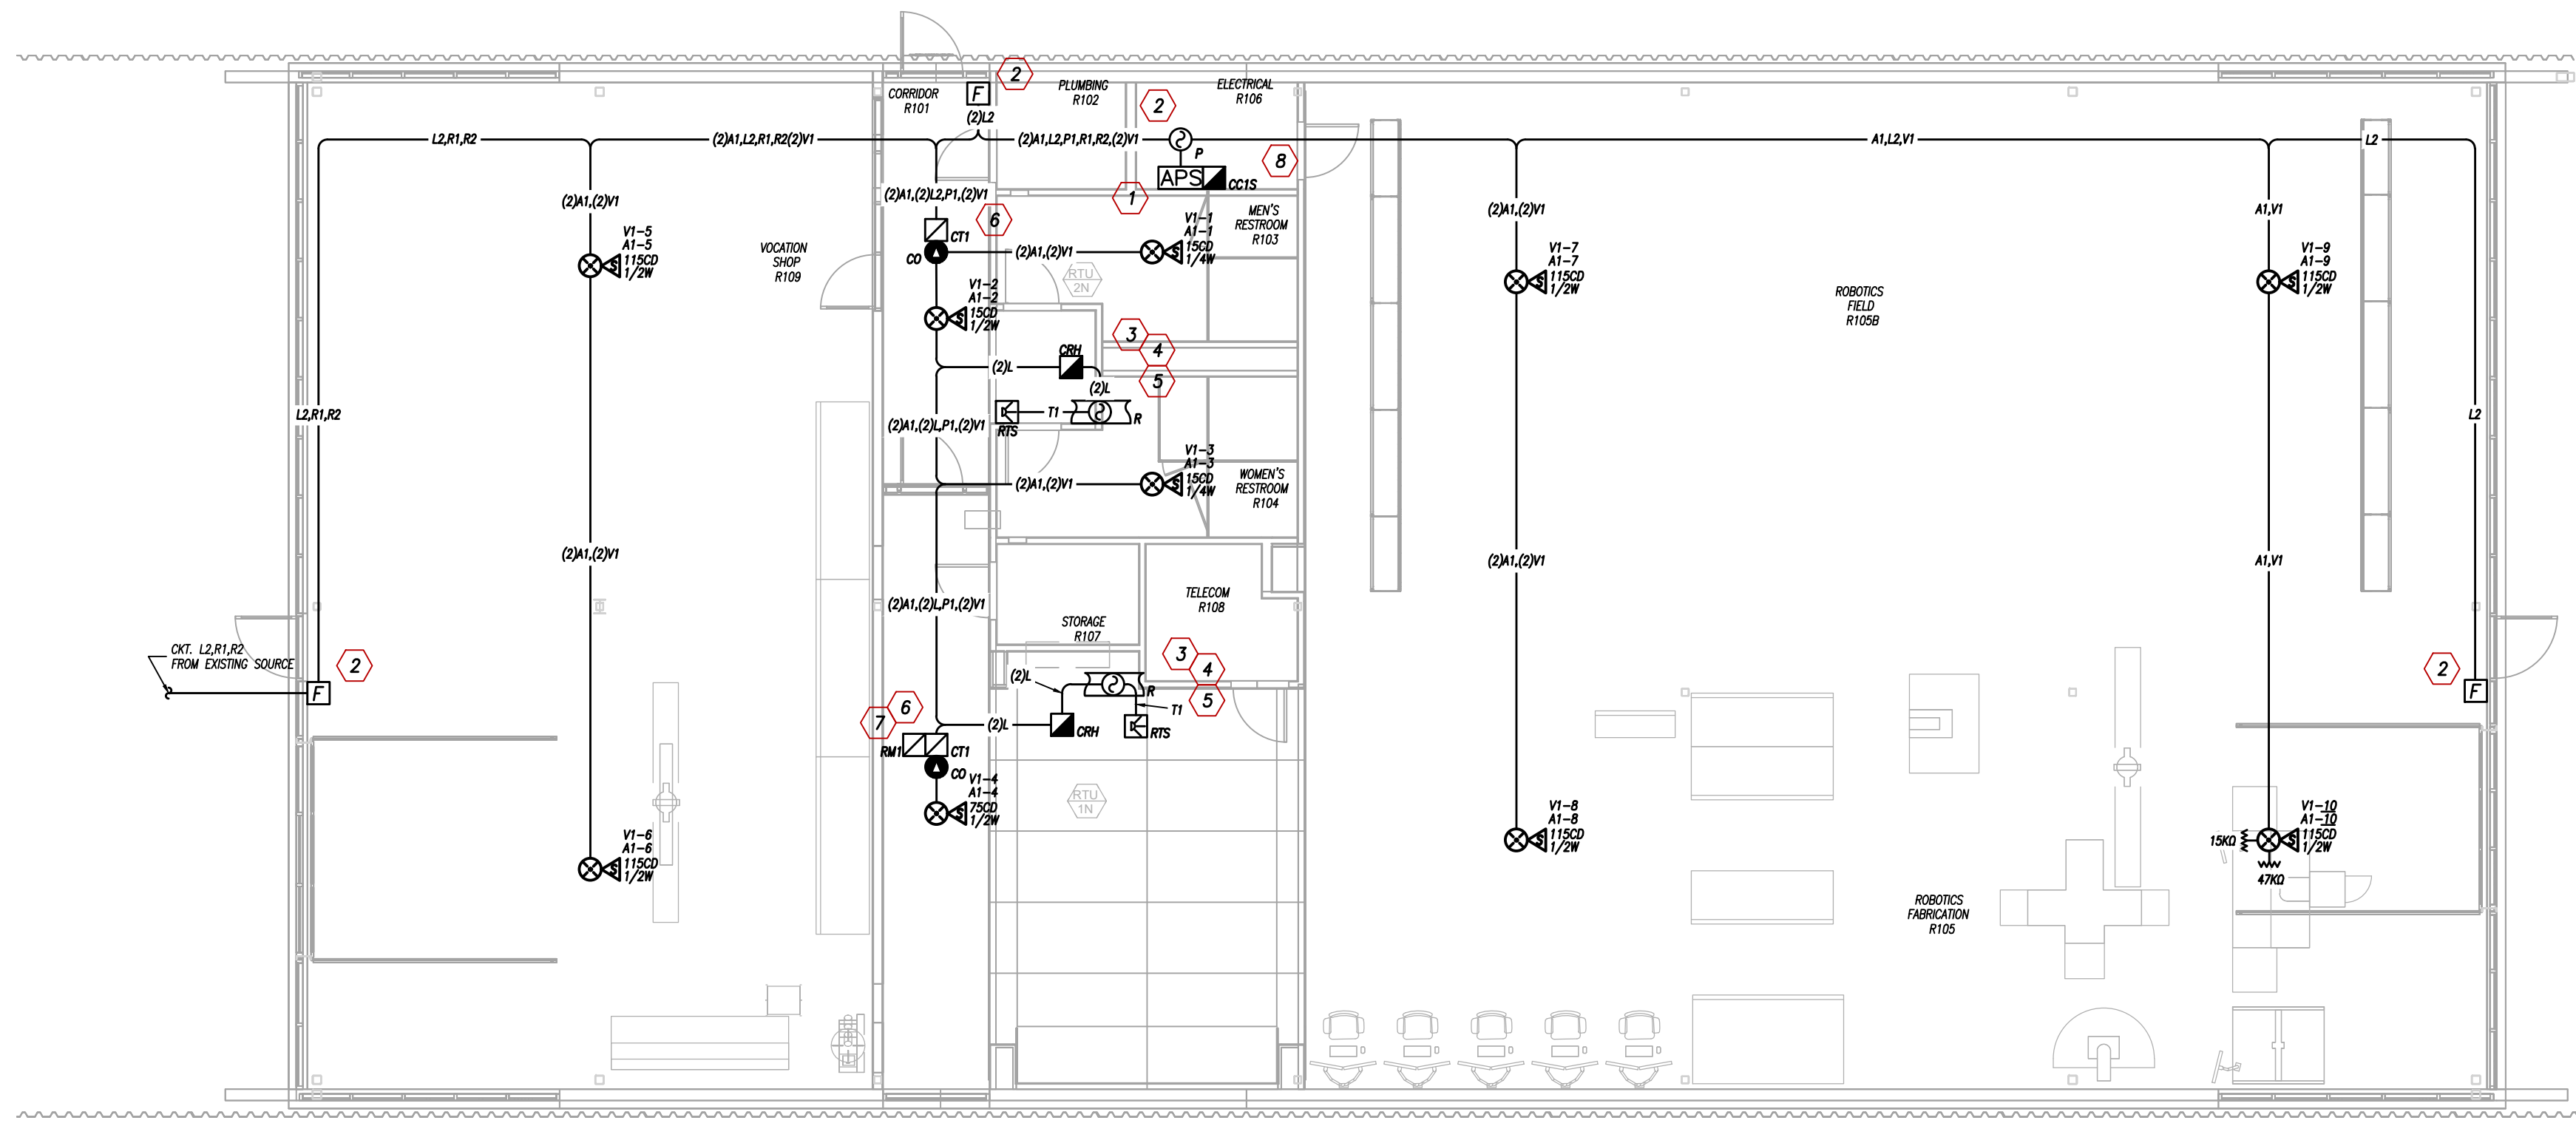 2
CORRIDOR
R101
F
(2)L2
PLUMBING
R102
2
ELECTRICAL
R106
L2,R1,R2
(2)A1,L2,R1,R2(2)V1
(2)A1,L2,P1,R1,R2,(2)V1
P
8
A1,L2,V1
L2
APS
CC1S
(2)A1,(2)L2,P1,(2)V1
1
(2)A1,(2)V1
6
CT1
V1-1
A1-1
15CD
1/4W
S
MEN'S
RESTROOM
R103
(2)A1,(2)V1
A1,V1
V1-5
A1-5
115CD
1/2W
S
VOCATION
SHOP
R109
CO
(2)A1,(2)V1
RTU
2N
V1-7
A1-7
115CD
1/2W
S
V1-9
A1-9
115CD
1/2W
S
V1-2
A1-2
15CD
1/2W
S
ROBOTICS
FIELD
R105B
3
4
5
CRH
(2)L
(2)L
L2,R1,R2
(2)A1,(2)L,P1,(2)V1
RTS
T1
R
L2
V1-3
A1-3
15CD
1/4W
S
(2)A1,(2)V1
WOMEN'S
RESTROOM
R104
(2)A1,(2)V1
(2)A1,(2)V1
A1,V1
(2)A1,(2)L,P1,(2)V1
TELECOM
R108
STORAGE
R107
CKT. L2,R1,R2
FROM EXISTING SOURCE
2
F
3
4
5
2
F
(2)L
R
T1
7
6
(2)L
CRH
RTS
RM1
CT1
CO
V1-4
A1-4
75CD
1/2W
S
RTU
1N
V1-6
A1-6
115CD
1/2W
S
V1-8
A1-8
115CD
1/2W
S
V1-10
A1-10
115CD
1/2W
S
15KΩ
47KΩ
ROBOTICS
FABRICATION
R105